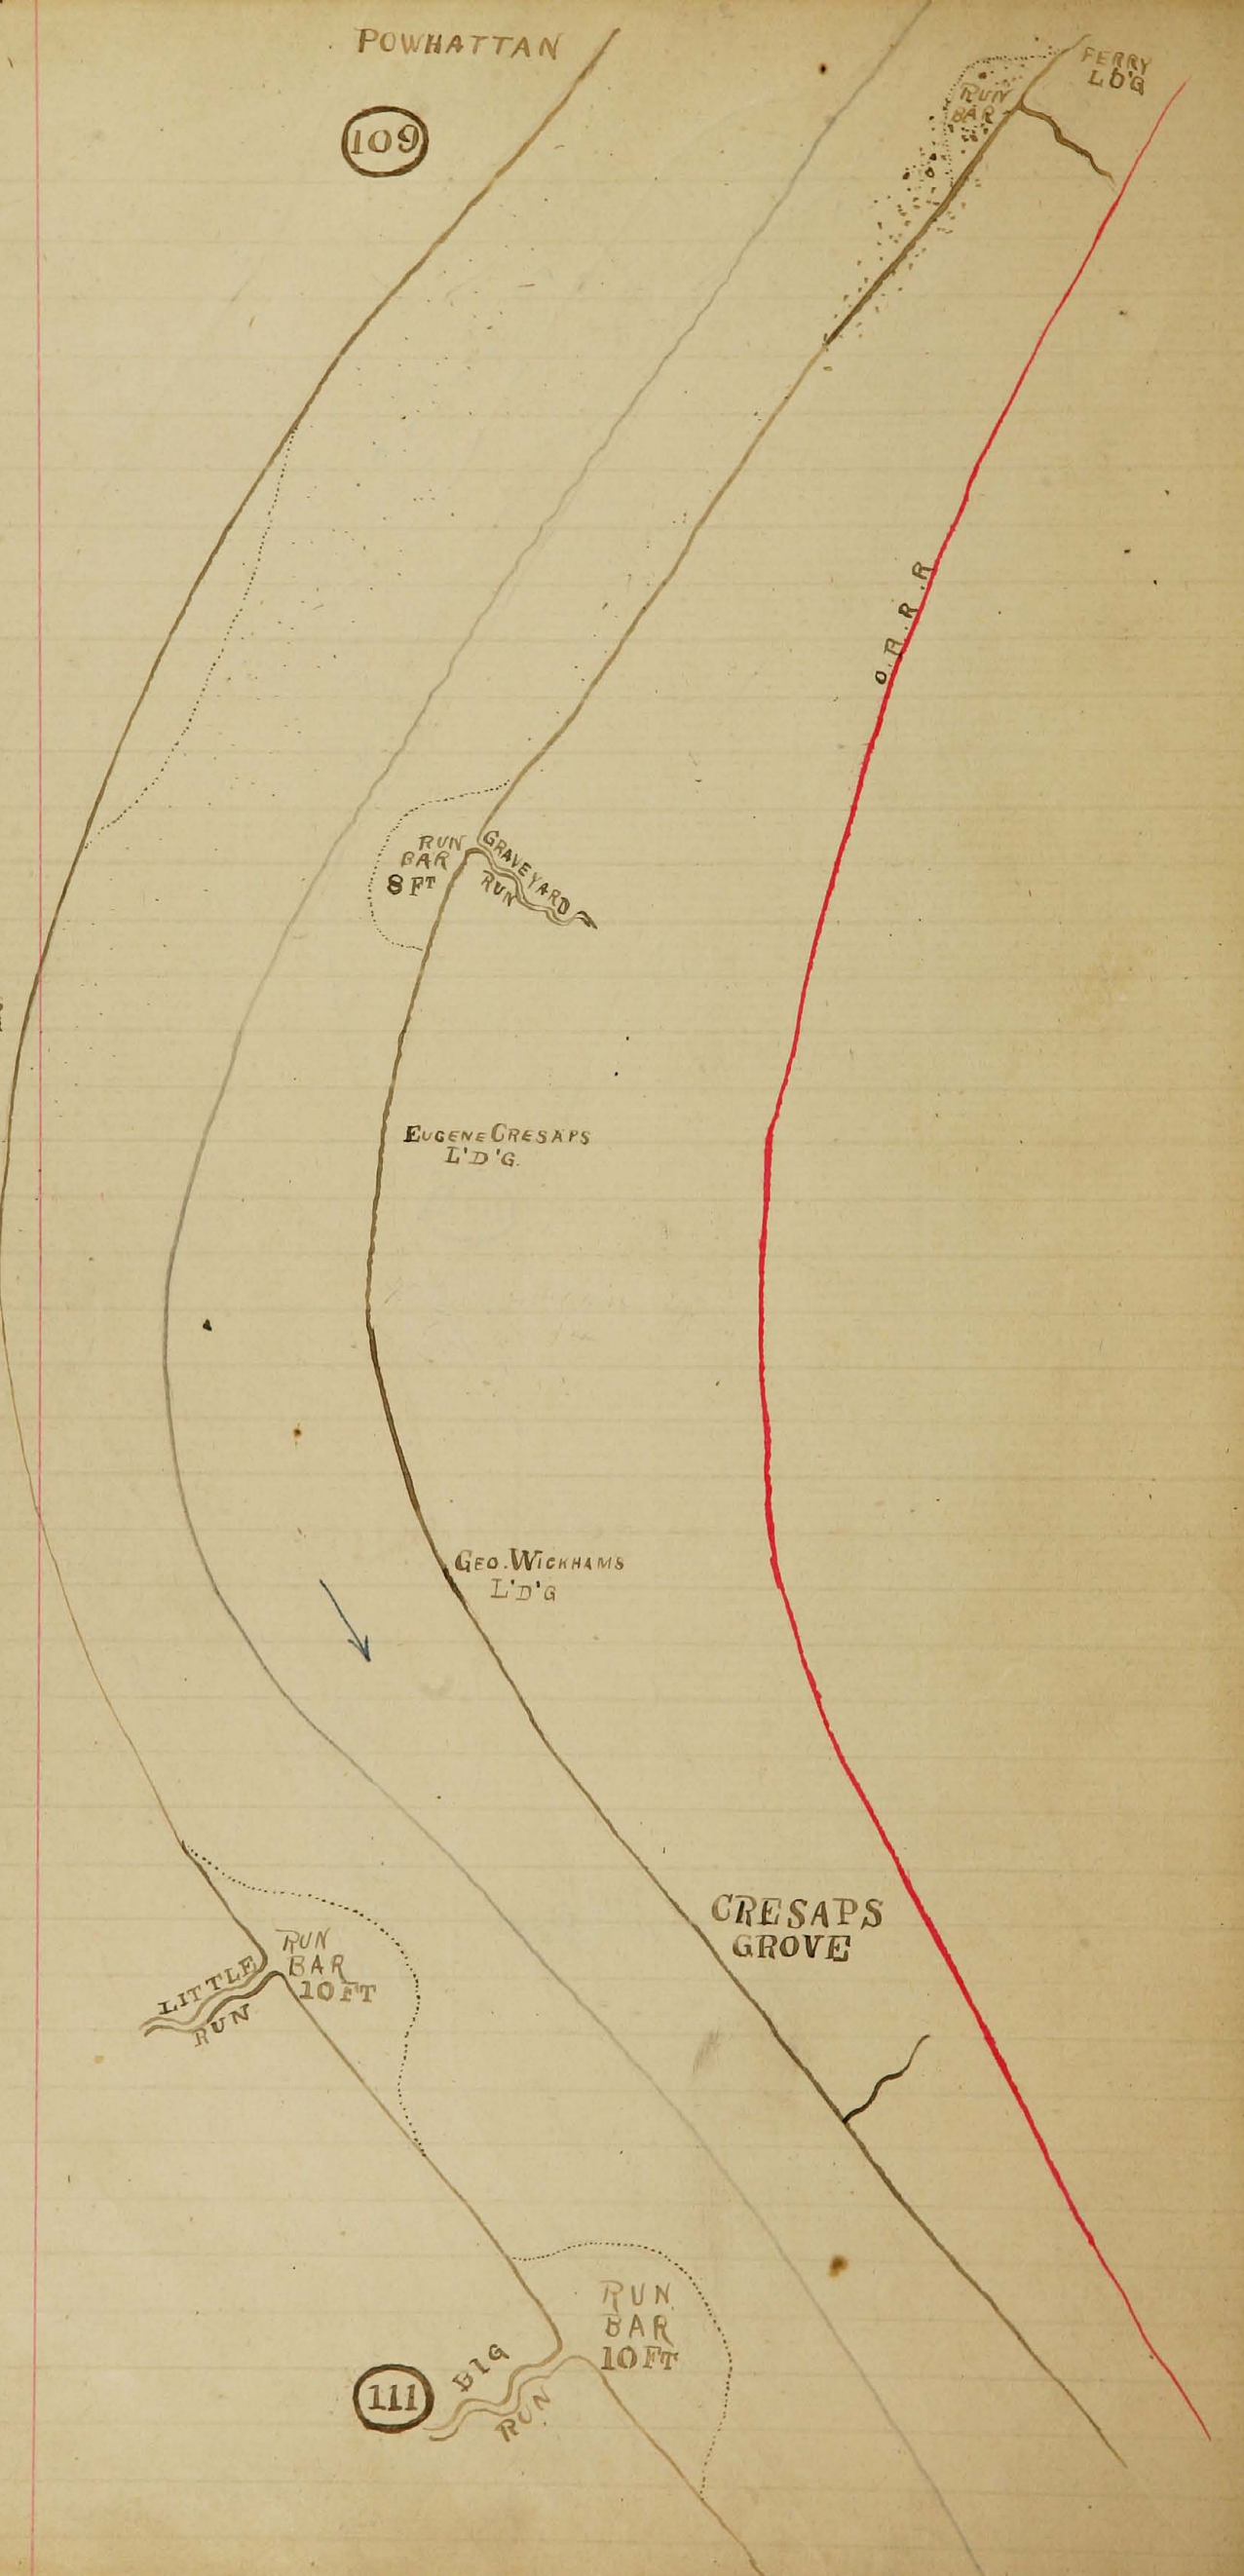 POWHATTAN
109
FERRY
L'D'G
RUN
BAR
O. R. R. R
RUN
BAR
8 FT
GRAVEYARD
RUN
EUGENE CRESAPS
L'D'G.
GEO. WICKHAMS
L'D'G
CRESAPS
GROVE
LITTLE
RUN
RUN
BAR
10 FT
RUN
BAR
10 FT
BIG
RUN
111